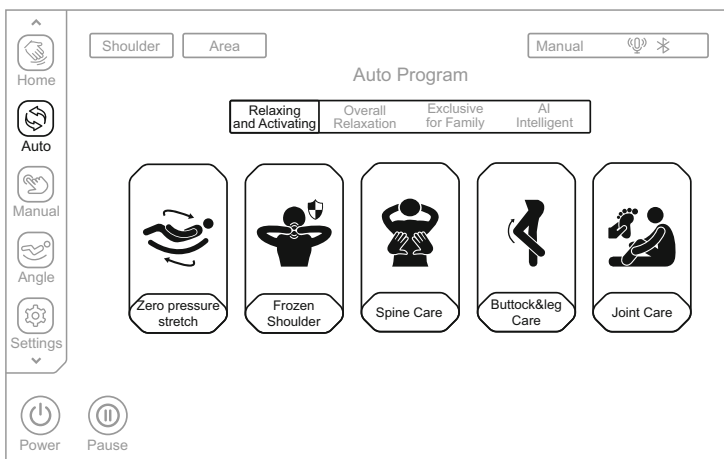 Shoulder
Area
Manual
Home
Auto Program
Relaxing
and Activating
Overall
Relaxation
Exclusive
for Family
AI
Intelligent
Auto
Manual
Angle
Settings
Zero pressure
stretch
Frozen
Shoulder
Spine Care
Buttock&leg
Care
Joint Care
Power
Pause